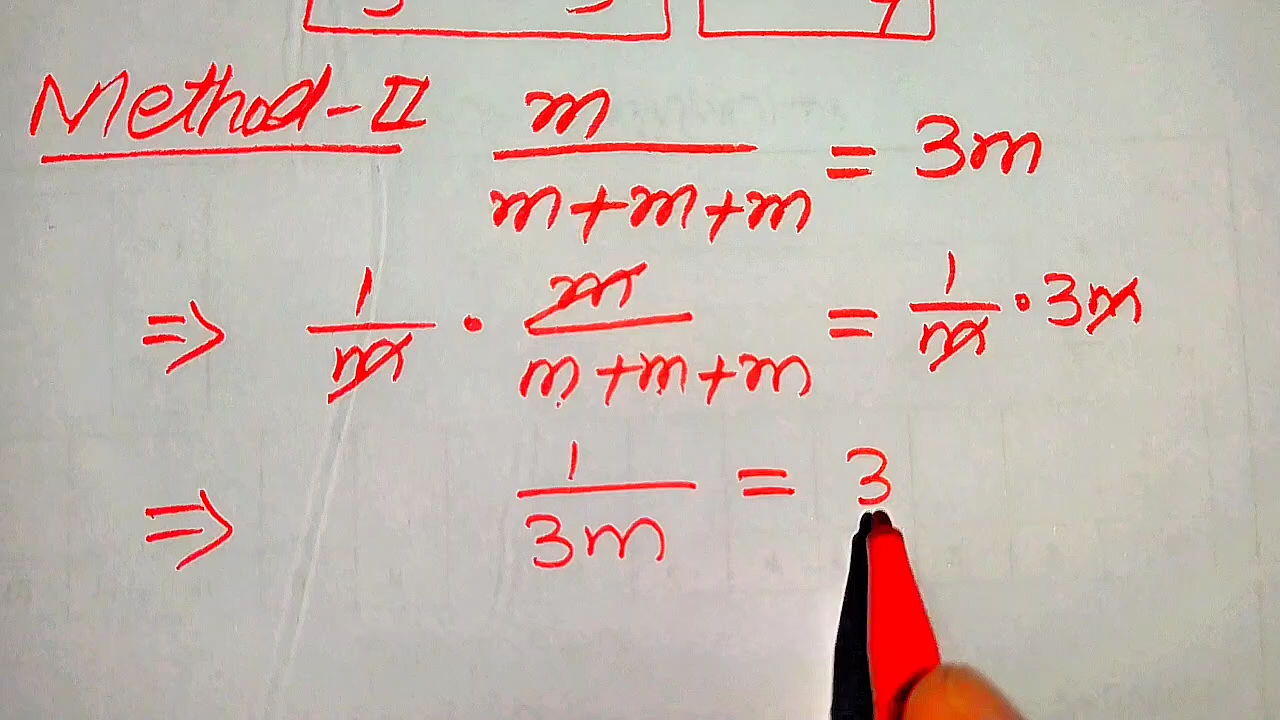 Method-II m/(m+m+m) = 3m
⇒ 1/m · m/(m+m+m) = 1/m · 3m
⇒ 1/3m = 3